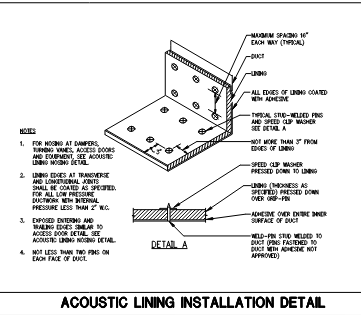 MAXIMUM SPACING 16"
EACH WAY (TYPICAL)
DUCT
LINING
ALL EDGES OF LINING COATED
WITH ADHESIVE
TYPICAL STUD-WELDED PINS
AND SPEED CLIP WASHER
SEE DETAIL A
NOT MORE THAN 3" FROM
EDGES OF LINING
3"
SPEED CLIP WASHER
PRESSED DOWN TO LINING
LINING (THICKNESS AS
SPECIFIED) PRESSED DOWN
OVER GRIP-PIN
ADHESIVE OVER ENTIRE INNER
SURFACE OF DUCT
WELD-PIN STUD WELDED TO
DUCT (PINS FASTENED TO
DUCT WITH ADHESIVE NOT
APPROVED)
DETAIL A
NOTES
1. FOR NOSING AT DAMPERS,
TURNING VANES, ACCESS DOORS
AND EQUIPMENT, SEE ACOUSTIC
LINING NOSING DETAIL.
2. LINING EDGES AT TRANSVERSE
AND LONGITUDINAL JOINTS
SHALL BE COATED AS SPECIFIED.
FOR ALL LOW PRESSURE
DUCTWORK WITH INTERNAL
PRESSURE LESS THAN 2" W.C.
3. EXPOSED ENTERING AND
TRAILING EDGES SIMILAR TO
ACCESS DOOR DETAIL. SEE
ACOUSTIC LINING NOSING DETAIL.
4. NOT LESS THAN TWO PINS ON
EACH FACE OF DUCT.
ACOUSTIC LINING INSTALLATION DETAIL